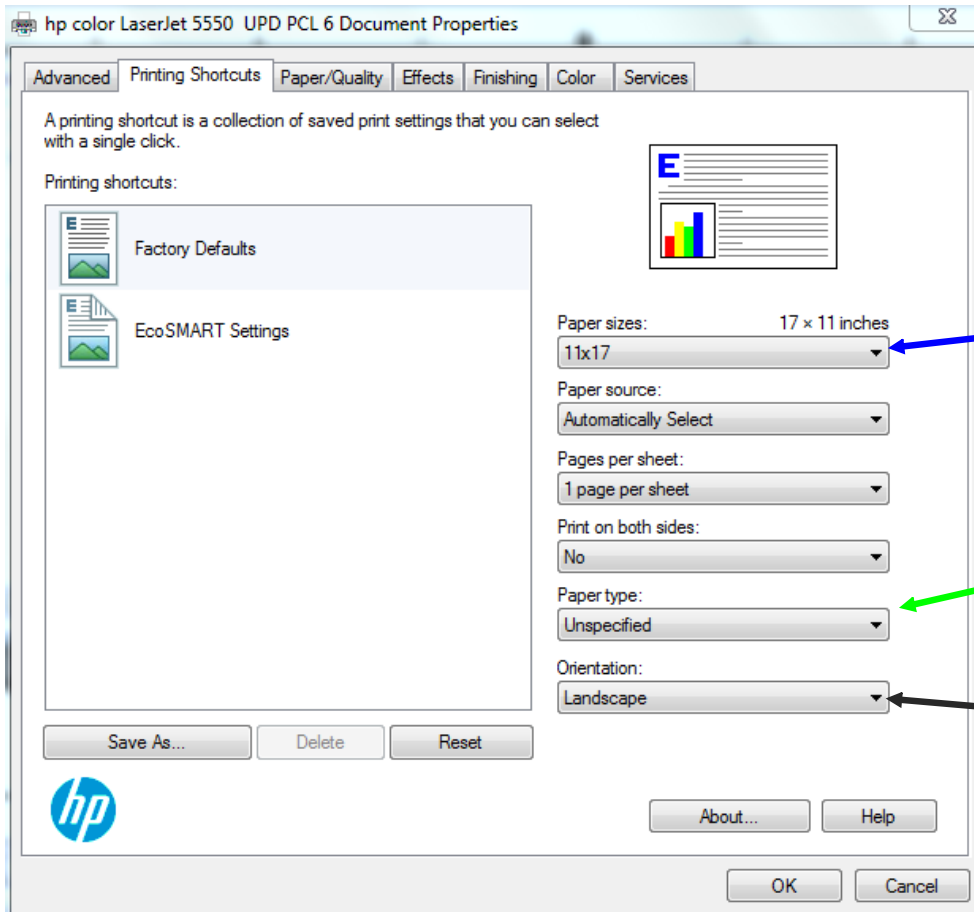 hp color LaserJet 5550 UPD PCL 6 Document Properties
Advanced Printing Shortcuts Paper/Quality Effects Finishing Color Services
A printing shortcut is a collection of saved print settings that you can select
with a single click.
Printing shortcuts:
E
Factory Defaults
E
EcoSMART Settings
E
Paper sizes: 17 × 11 inches
11x17
Paper source:
Automatically Select
Pages per sheet:
1 page per sheet
Print on both sides:
No
Paper type:
Unspecified
Orientation:
Landscape
Save As... Delete Reset
hp
About... Help
OK Cancel